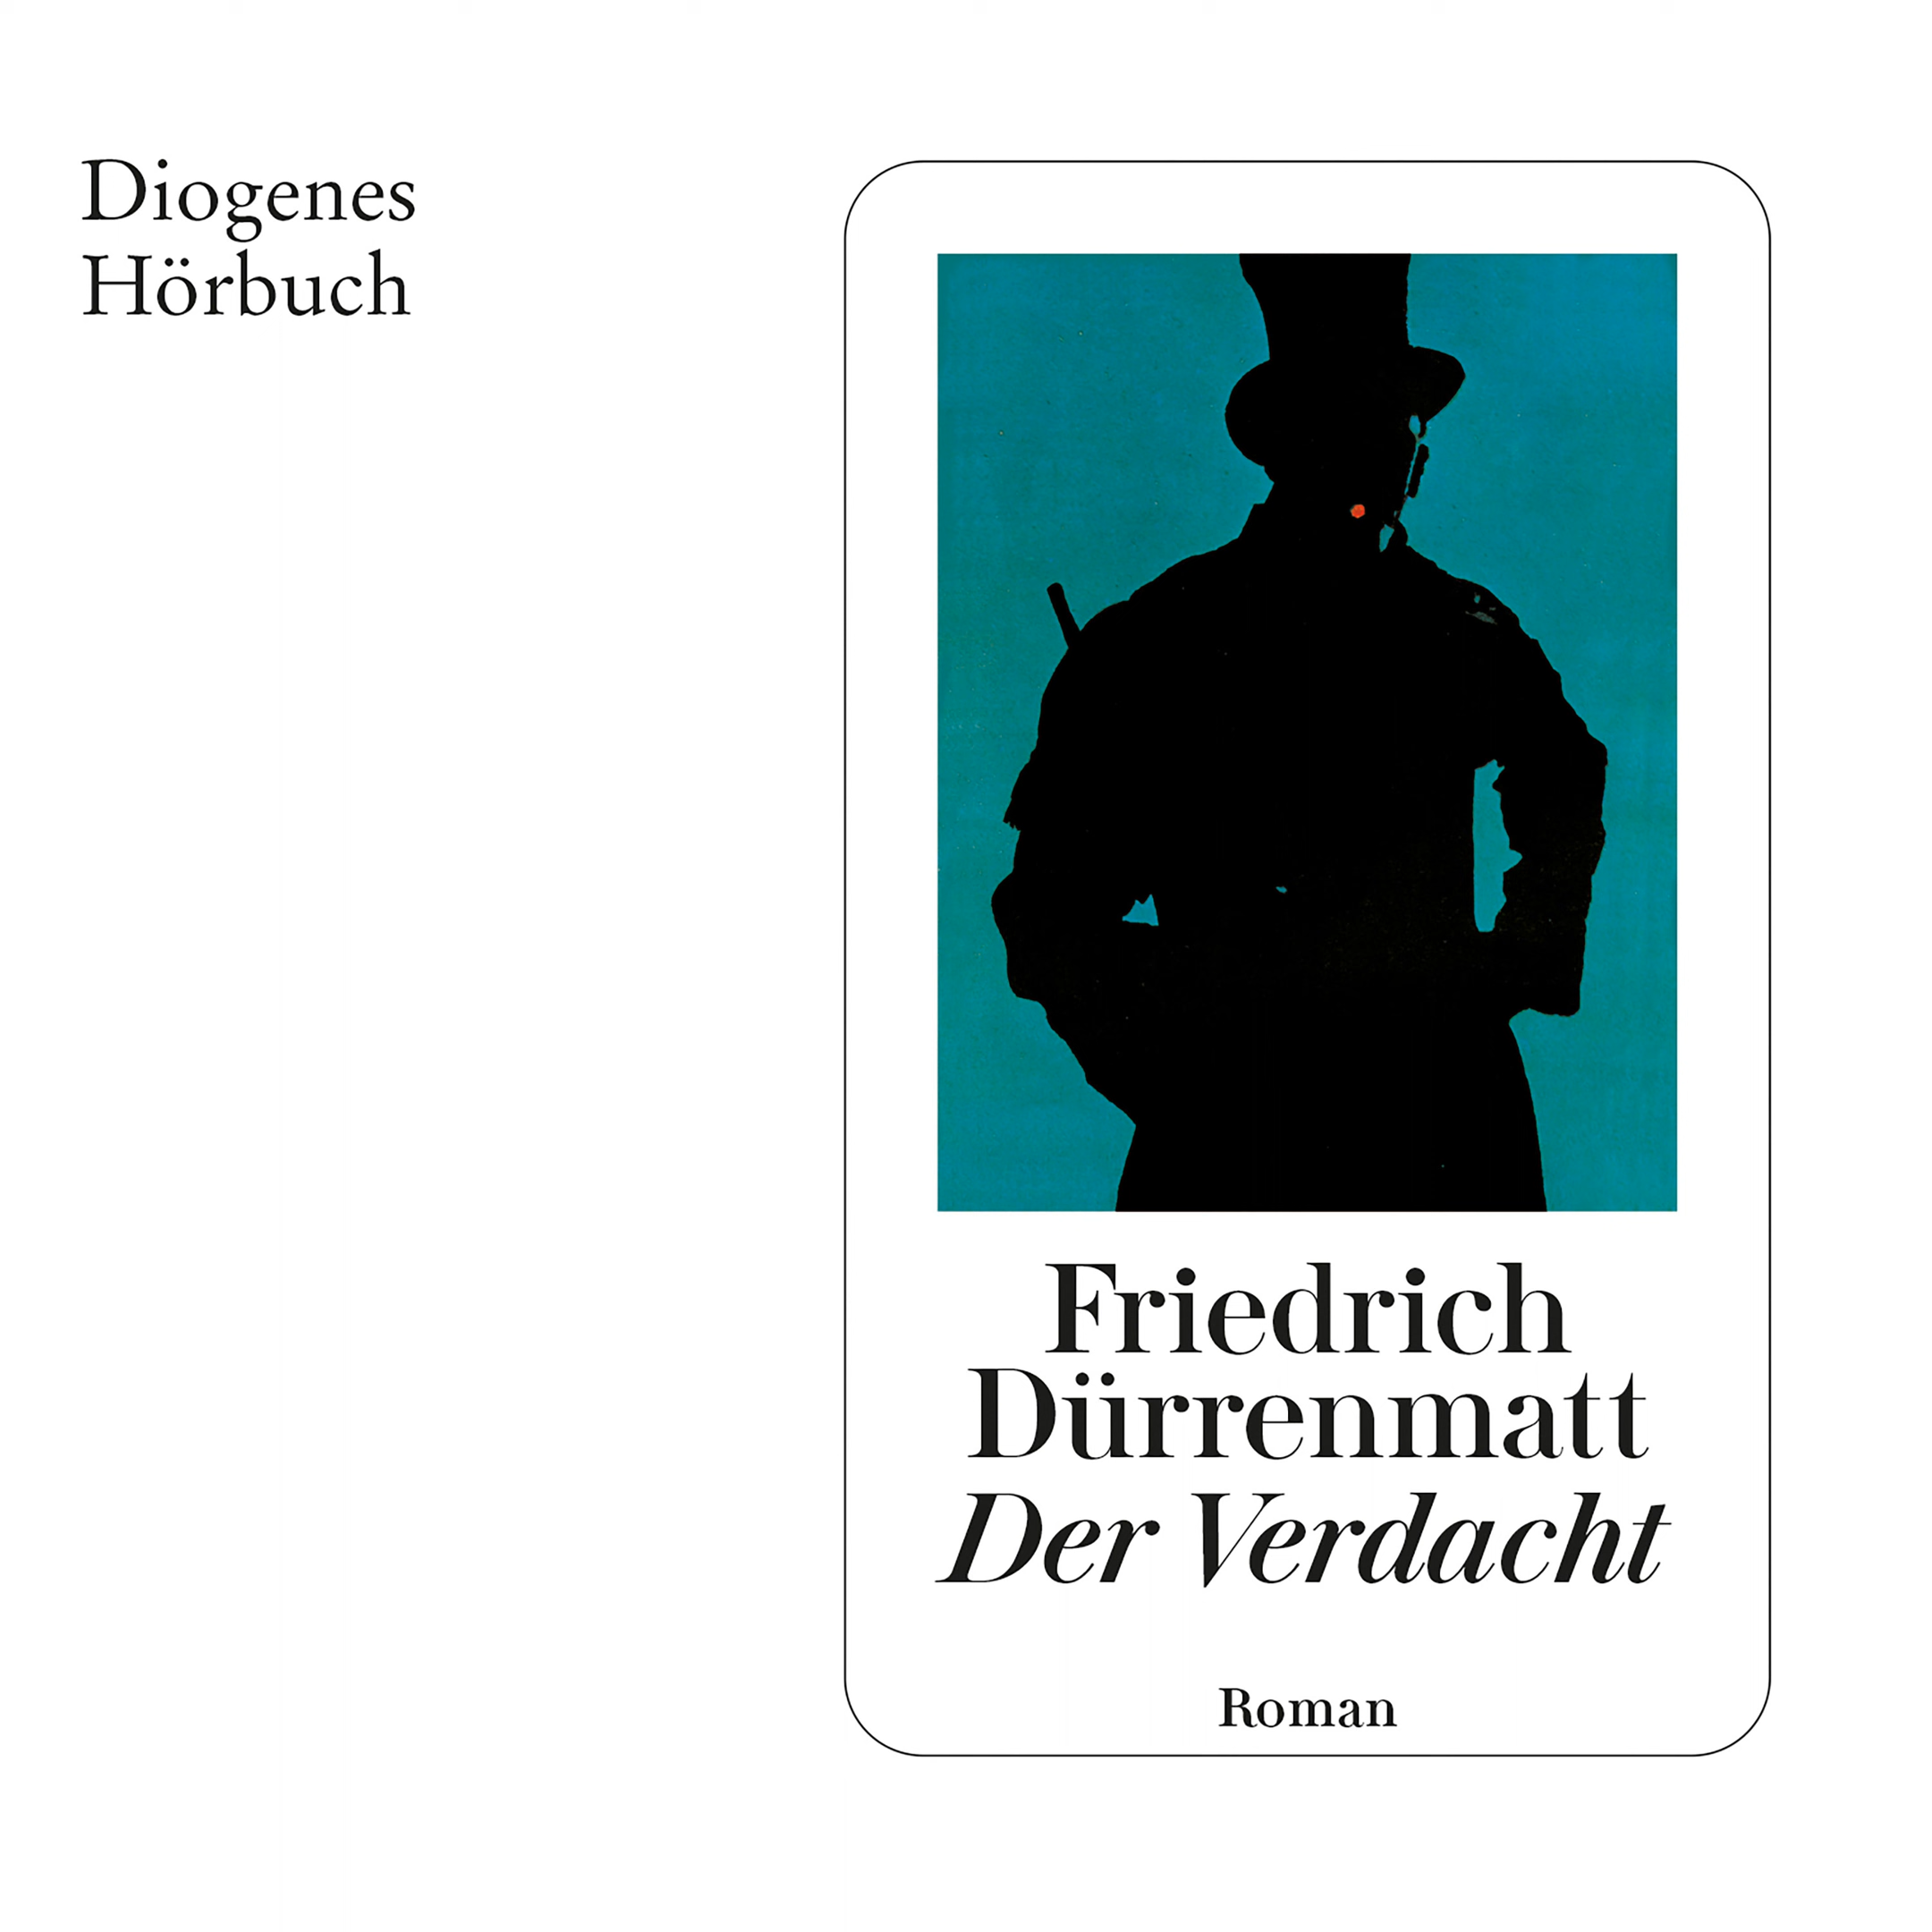 Diogenes
Hörbuch
Friedrich
Dürrenmatt
Der Verdacht
Roman